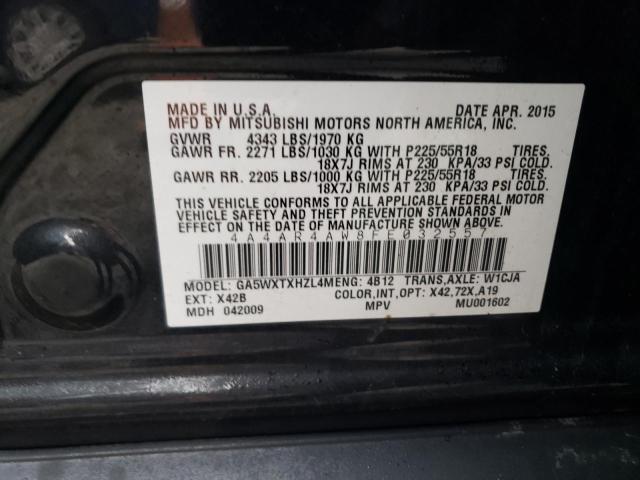 MADE IN U.S.A. DATE APR. 2015
MFD BY MITSUBISHI MOTORS NORTH AMERICA, INC.
GVWR 4343 LBS/1970 KG
GAWR FR. 2271 LBS/1030 KG WITH P225/55R18 TIRES.
18X7J RIMS AT 230 KPA/33 PSI COLD.
GAWR RR. 2205 LBS/1000 KG WITH P225/55R18 TIRES.
18X7J RIMS AT 230 KPA/33 PSI COLD.
THIS VEHICLE CONFORMS TO ALL APPLICABLE FEDERAL MOTOR
VEHICLE SAFETY AND THEFT PREVENTION STANDARDS IN
EFFECT ON THE DATE OF MANUFACTURE SHOWN ABOVE.
4A4AR4AW8FE032557
MODEL: GA5WXTXHZL4MENG: 4B12 TRANS,AXLE: W1CJA
EXT: X42B COLOR,INT,OPT: X42,72X,A19
MDH 042009 MPV MU001602